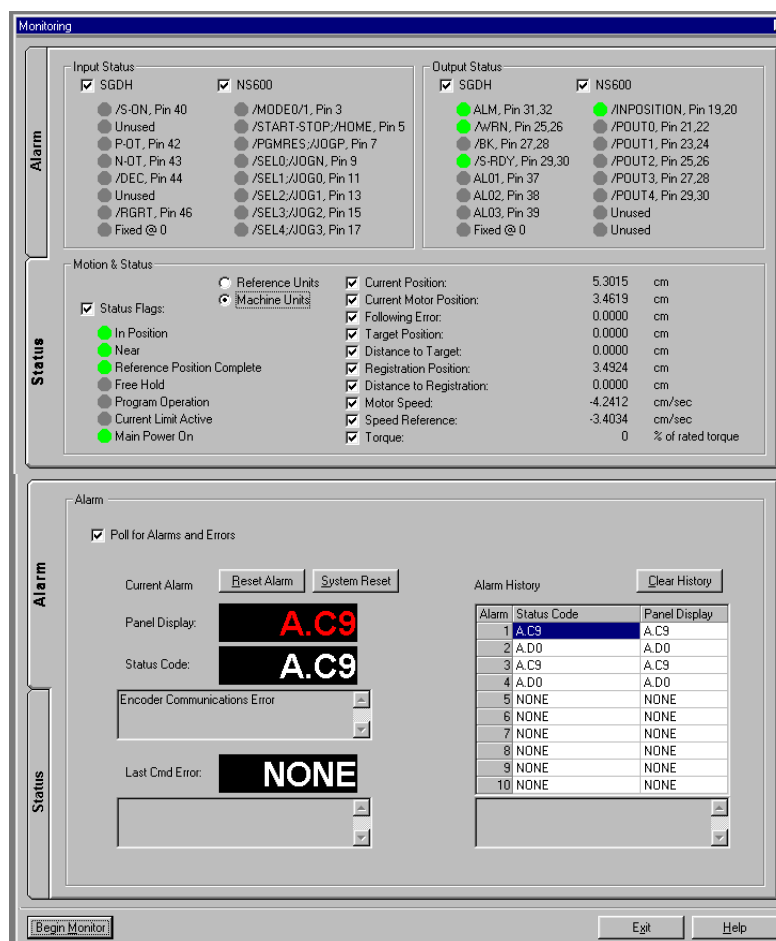 Monitoring
Alarm
Input Status
SGDH
NS600
/S-ON, Pin 40
Unused
P-OT, Pin 42
N-OT, Pin 43
/DEC, Pin 44
Unused
/RGRT, Pin 46
Fixed @ 0
/MODE0/1, Pin 3
/START-STOP;/HOME, Pin 5
/PGMRES;/JOGP, Pin 7
/SEL0;/JOGN, Pin 9
/SEL1;/JOG0, Pin 11
/SEL2;/JOG1, Pin 13
/SEL3;/JOG2, Pin 15
/SEL4;/JOG3, Pin 17
Output Status
SGDH
NS600
ALM, Pin 31,32
/WRN, Pin 25,26
/BK, Pin 27,28
/S-RDY, Pin 29,30
AL01, Pin 37
AL02, Pin 38
AL03, Pin 39
Fixed @ 0
/INPOSITION, Pin 19,20
/POUT0, Pin 21,22
/POUT1, Pin 23,24
/POUT2, Pin 25,26
/POUT3, Pin 27,28
/POUT4, Pin 29,30
Unused
Unused
Status
Motion & Status
Reference Units
Machine Units
Status Flags:
In Position
Near
Reference Position Complete
Free Hold
Program Operation
Current Limit Active
Main Power On
Current Position: 5.3015 cm
Current Motor Position: 3.4619 cm
Following Error: 0.0000 cm
Target Position: 0.0000 cm
Distance to Target: 0.0000 cm
Registration Position: 3.4924 cm
Distance to Registration: 0.0000 cm
Motor Speed: -4.2412 cm/sec
Speed Reference: -3.4034 cm/sec
Torque: 0 % of rated torque
Alarm
Status
Alarm
Poll for Alarms and Errors
Current Alarm
Reset Alarm
System Reset
Panel Display: A.C9
Status Code: A.C9
Encoder Communications Error
Last Cmd Error: NONE
Alarm History
Clear History
Alarm Status Code Panel Display
1 A.C9 A.C9
2 A.D0 A.D0
3 A.C9 A.C9
4 A.D0 A.D0
5 NONE NONE
6 NONE NONE
7 NONE NONE
8 NONE NONE
9 NONE NONE
10 NONE NONE
Begin Monitor
Exit
Help